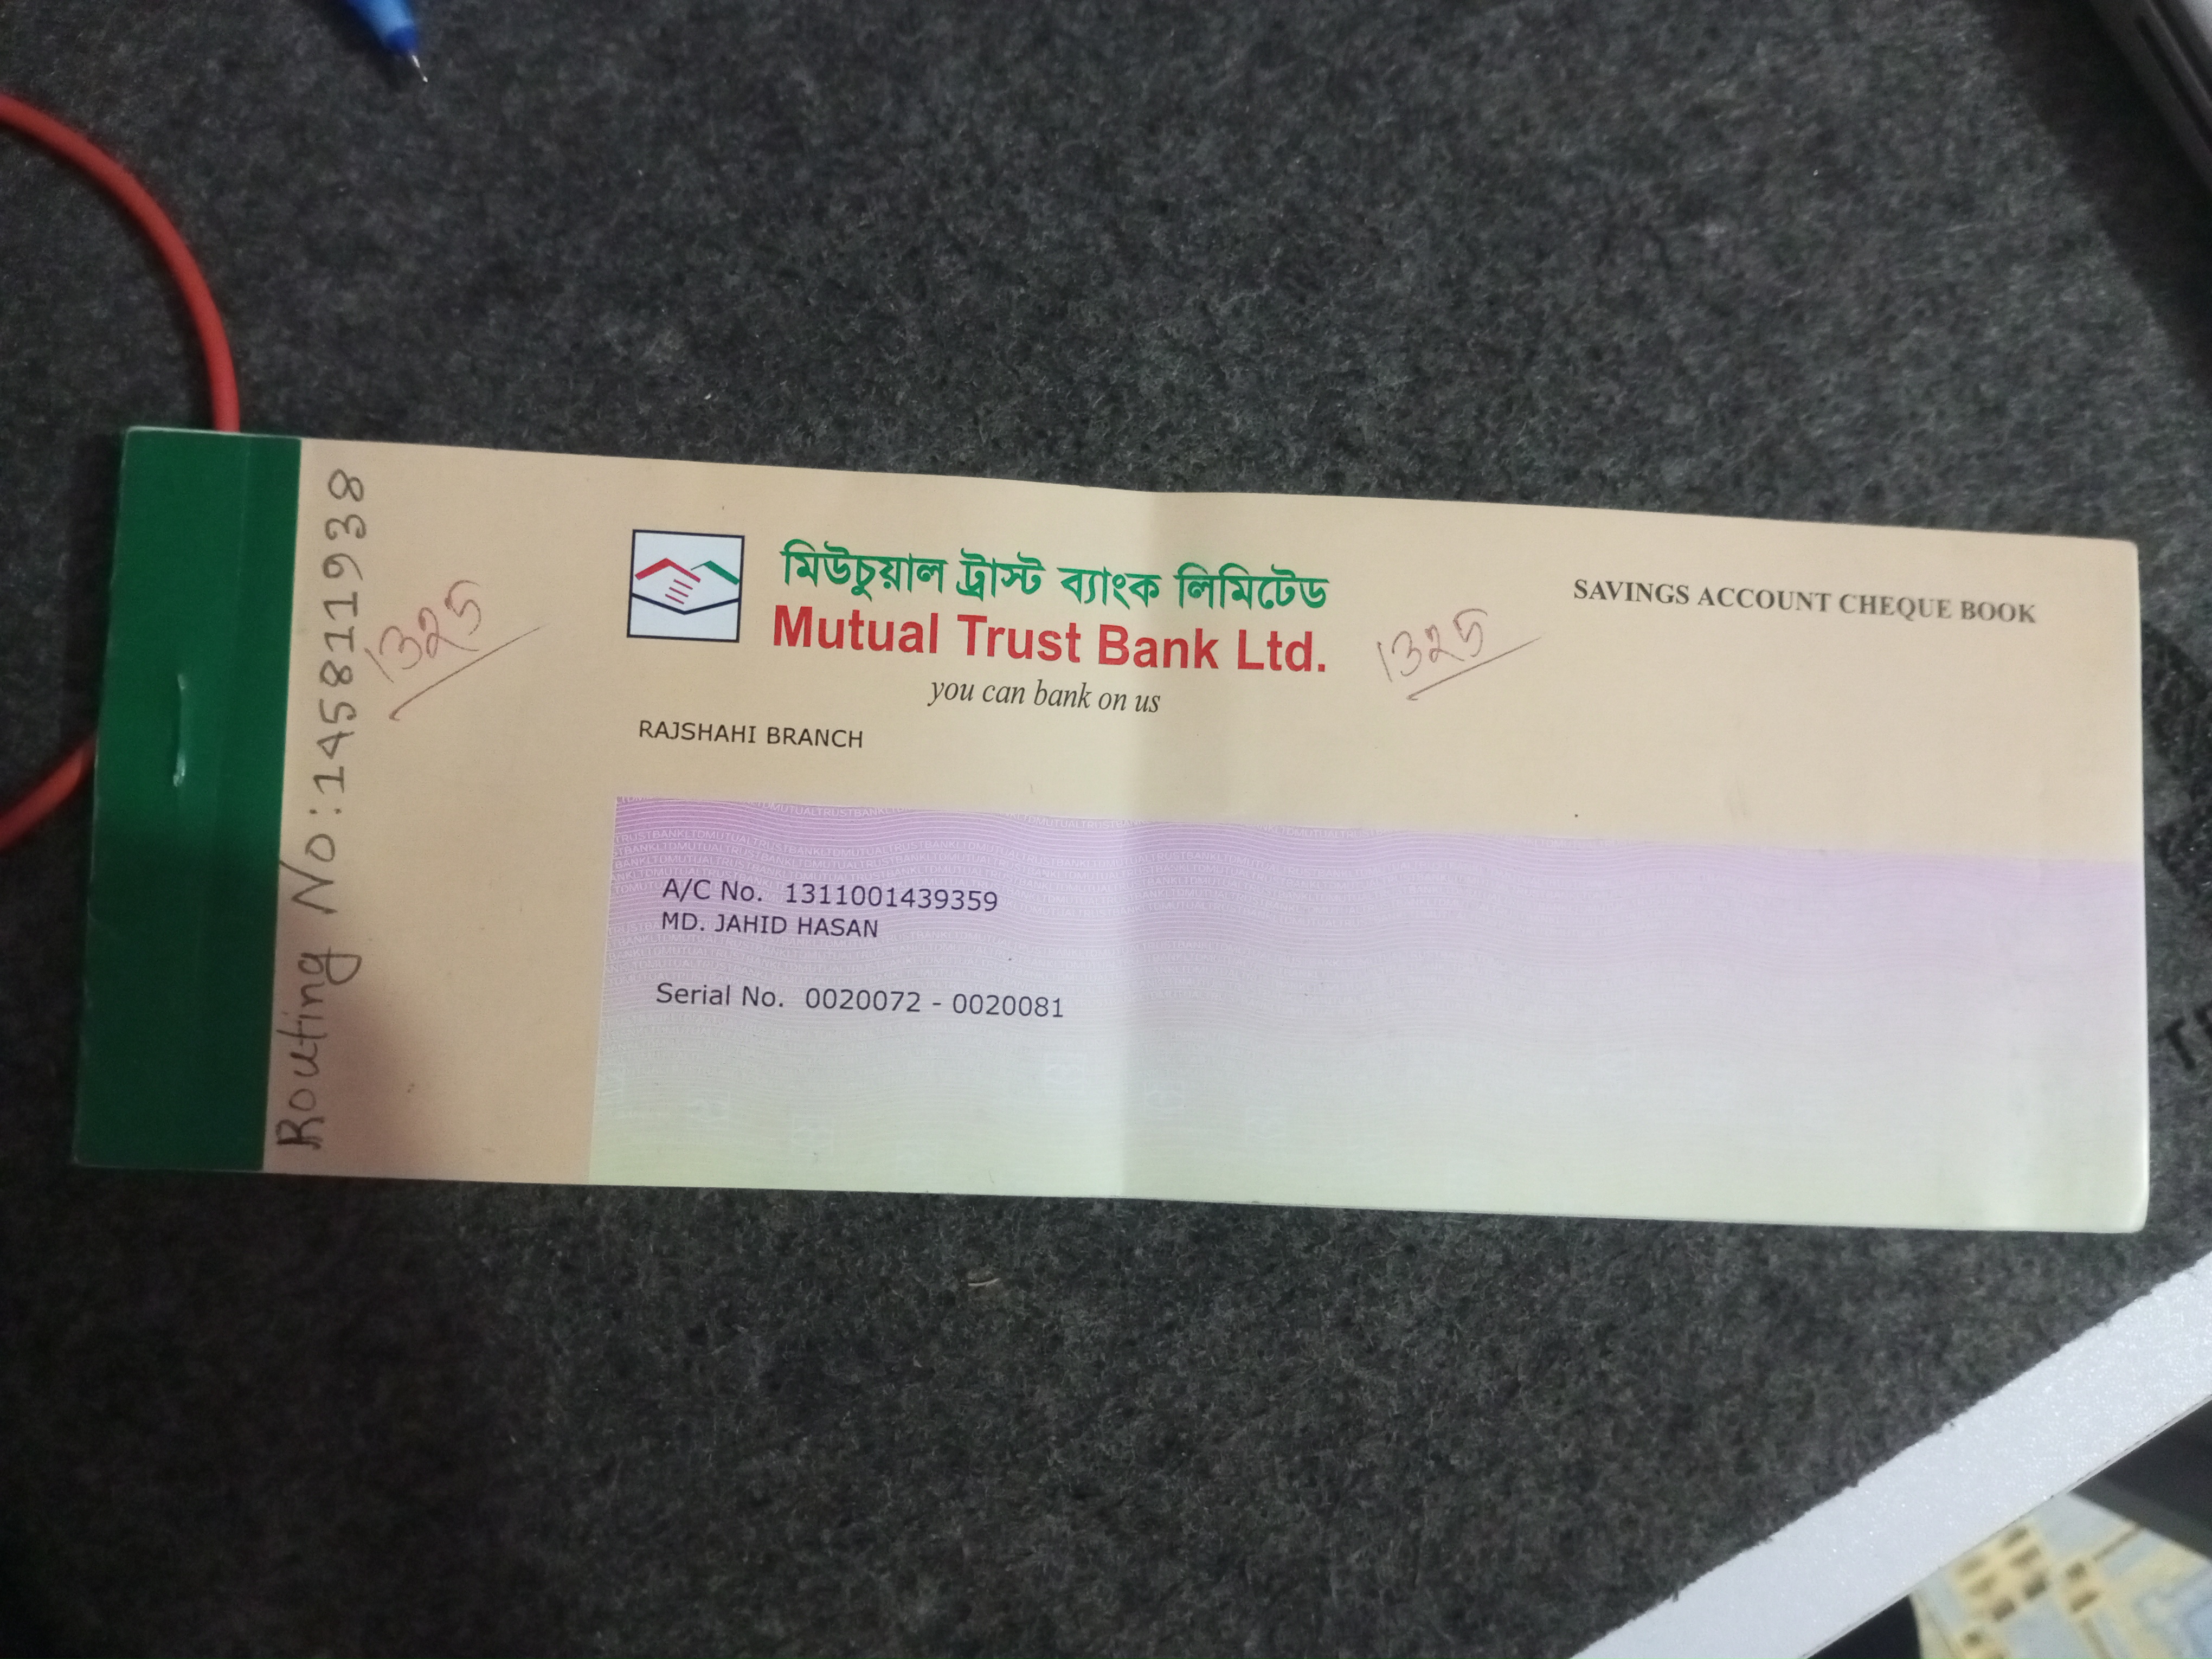 Routing No:145811938
1325
মিউচুয়াল ট্রাস্ট ব্যাংক লিমিটেড
Mutual Trust Bank Ltd.
you can bank on us
1325
SAVINGS ACCOUNT CHEQUE BOOK
RAJSHAHI BRANCH
A/C No. 1311001439359
MD. JAHID HASAN
Serial No. 0020072 - 0020081